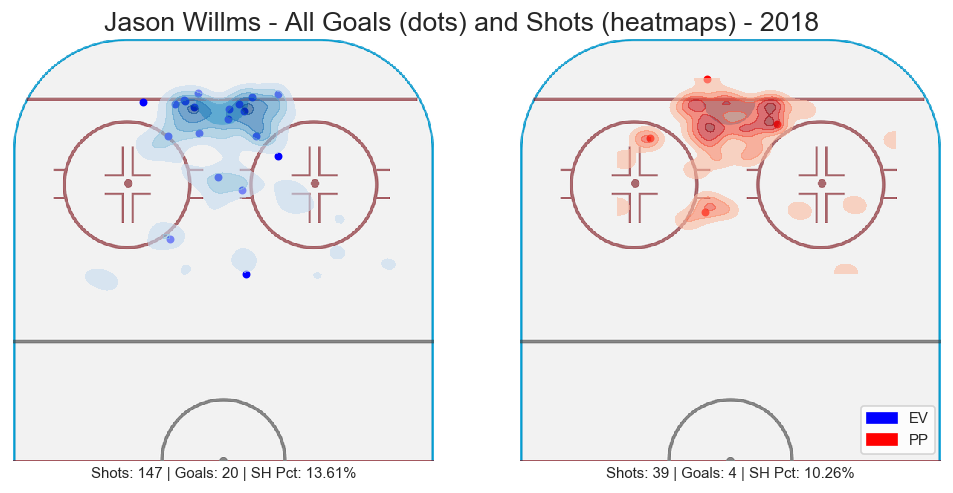 Jason Willms - All Goals (dots) and Shots (heatmaps) - 2018
EV
PP
Shots: 147 | Goals: 20 | SH Pct: 13.61%
Shots: 39 | Goals: 4 | SH Pct: 10.26%